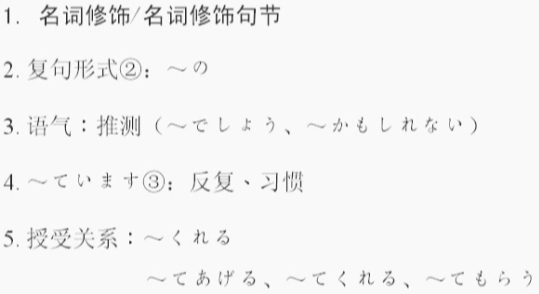 1. 名词修饰/名词修饰句节
2. 复句形式②：～の
3. 语气：推测（～でしょう、～かもしれない）
4. ～ています③：反复、习惯
5. 授受关系：～くれる
～てあげる、～てくれる、～てもらう